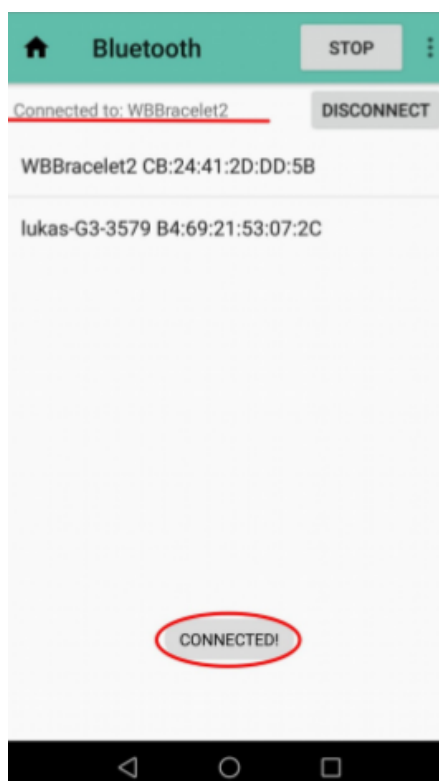 Bluetooth STOP
Connected to: WBBracelet2 DISCONNECT
WBBracelet2 CB:24:41:2D:DD:5B
lukas-G3-3579 B4:69:21:53:07:2C
CONNECTED!